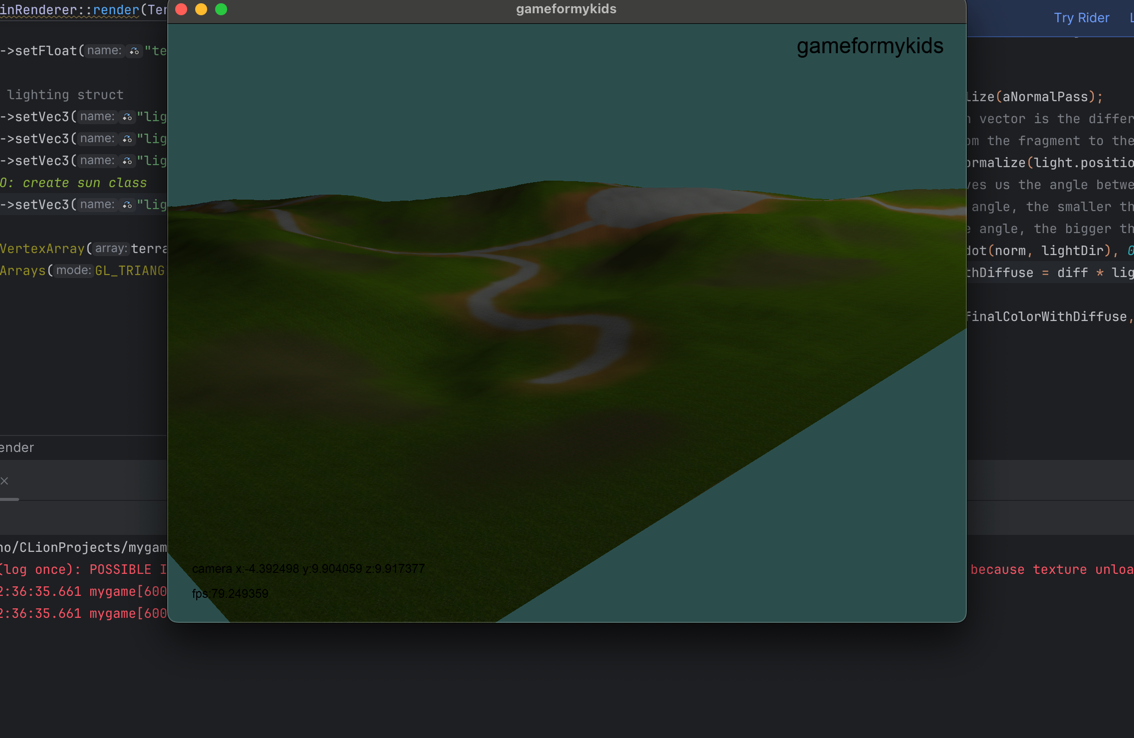 inRenderer::render(Ter
->setFloat( name: "te
lighting struct
->setVec3( name: "lig
->setVec3( name: "lig
->setVec3( name: "lig
O: create sun class
->setVec3( name: "lig
VertexArray( array: terra
Arrays( mode: GL_TRIANG
ender
no/CLionProjects/mygam
(log once): POSSIBLE I
2:36:35.661 mygame[600
2:36:35.661 mygame[600
gameformykids
gameformykids
camera x:-4.392498 y:9.904059 z:9.917377
fps:79.249359
Try Rider
lize(aNormalPass);
n vector is the differ
om the fragment to the
ormalize(light.positio
ves us the angle betwe
angle, the smaller th
e angle, the bigger th
dot(norm, lightDir), 0
thDiffuse = diff * lig
finalColorWithDiffuse,
because texture unloa